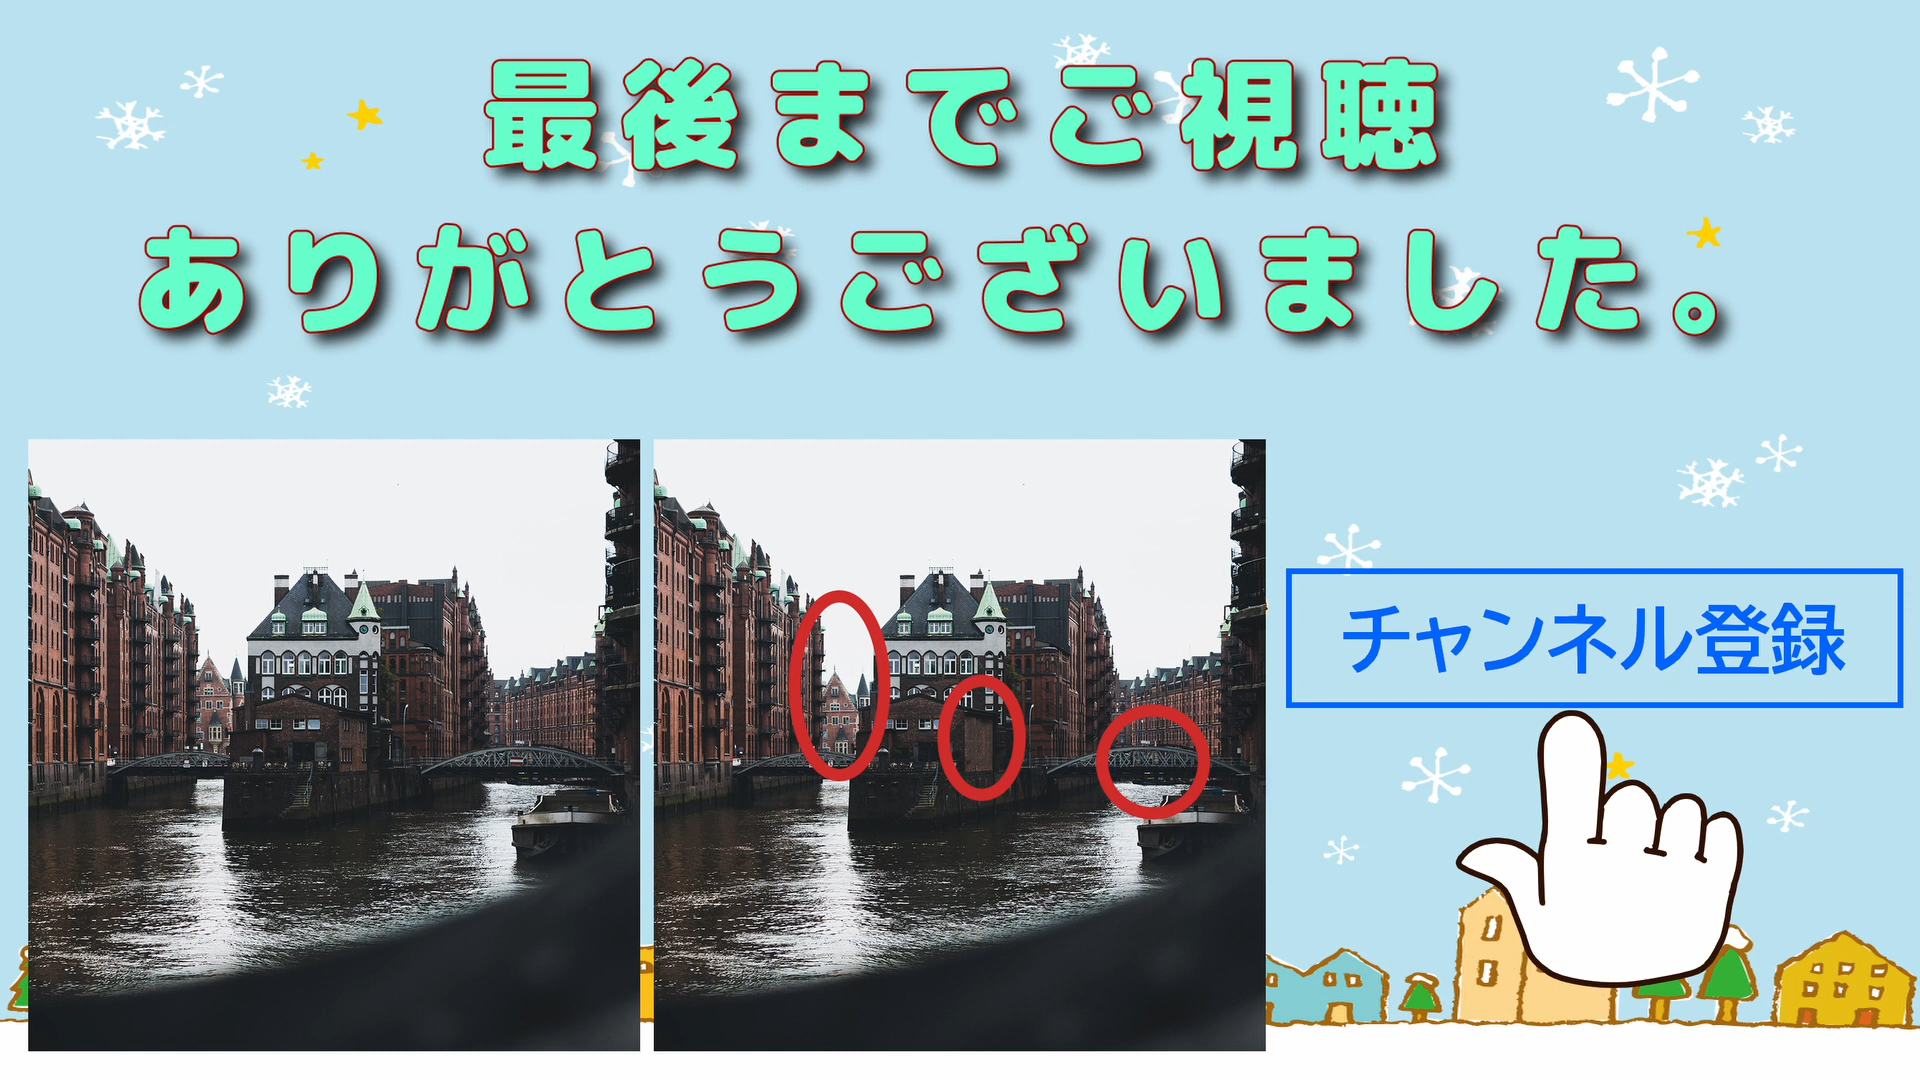 最後までご視聴
ありがとうございました。
チャンネル登録